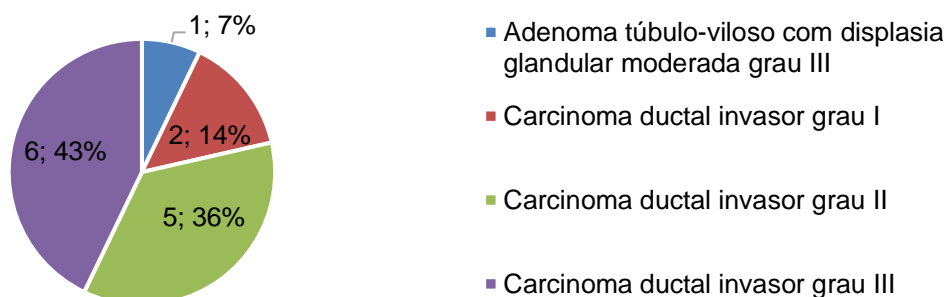 1; 7%
2; 14%
6; 43%
5; 36%
Adenoma túbulo-viloso com displasia
glandular moderada grau III
Carcinoma ductal invasor grau I
Carcinoma ductal invasor grau II
Carcinoma ductal invasor grau III